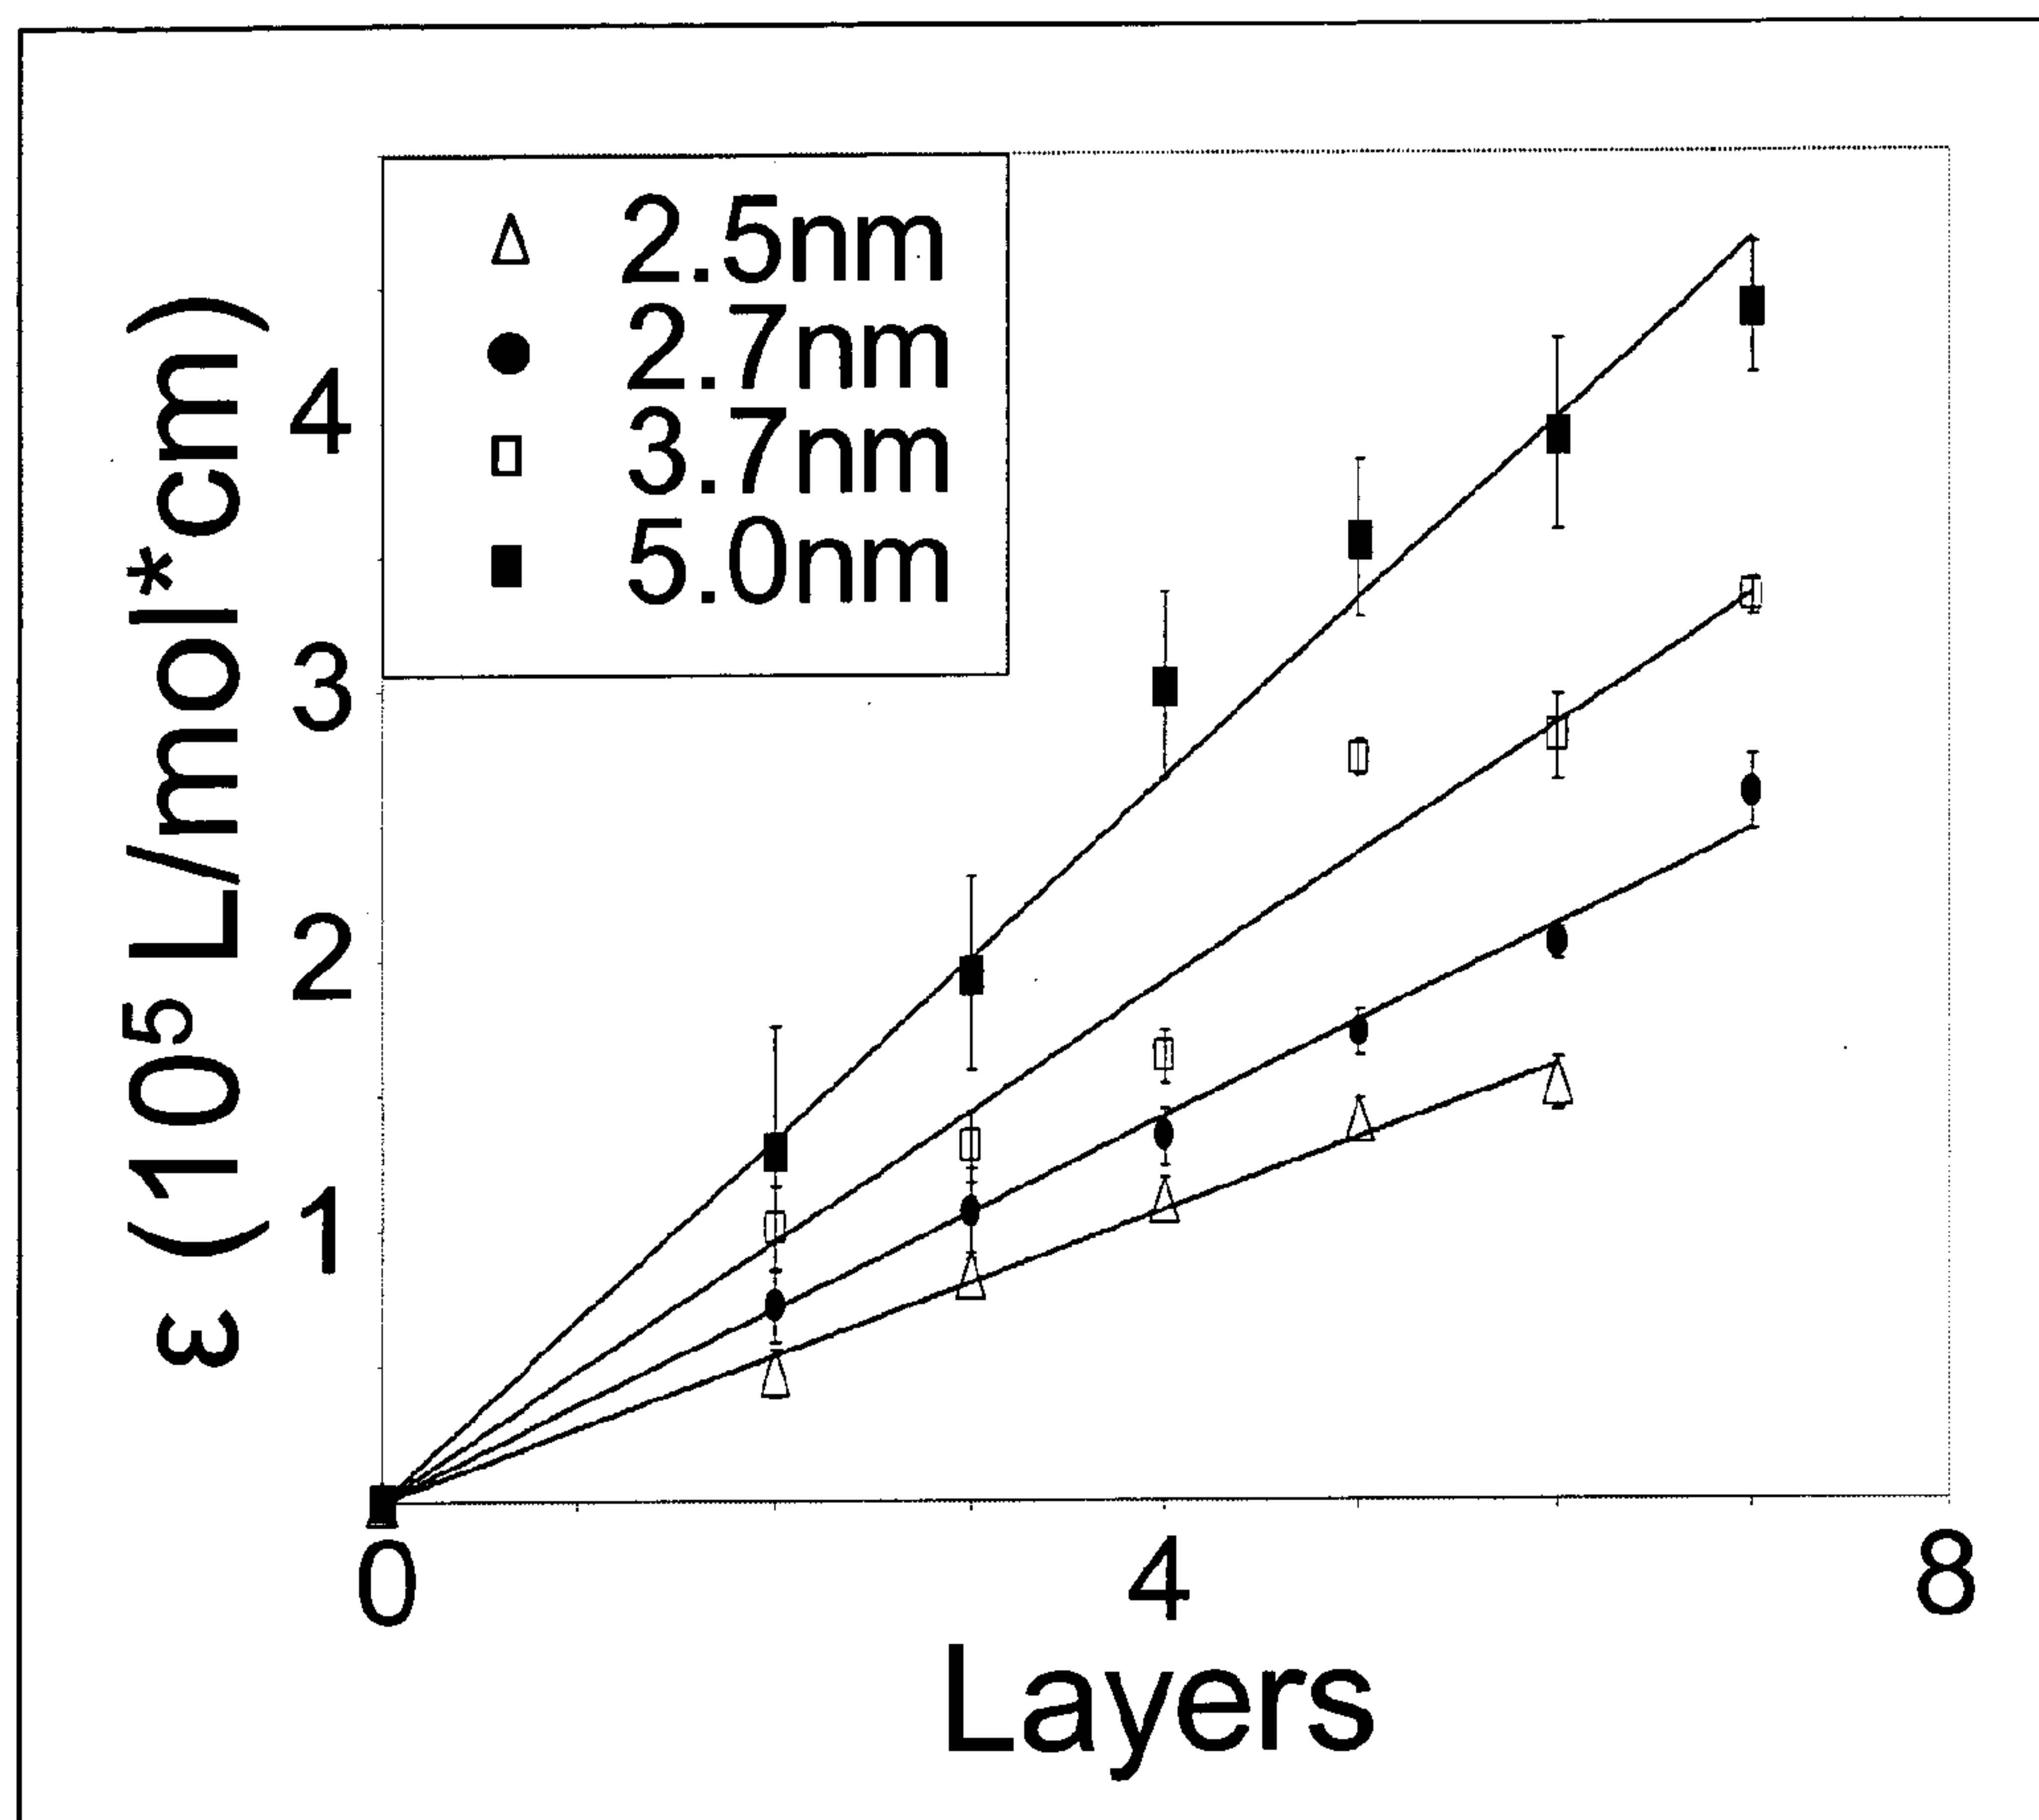 2.5nm
2.7nm
3.7nm
5.0nm
ε (10⁵ L/mol*cm)
4
3
2
1
0 4 8
Layers